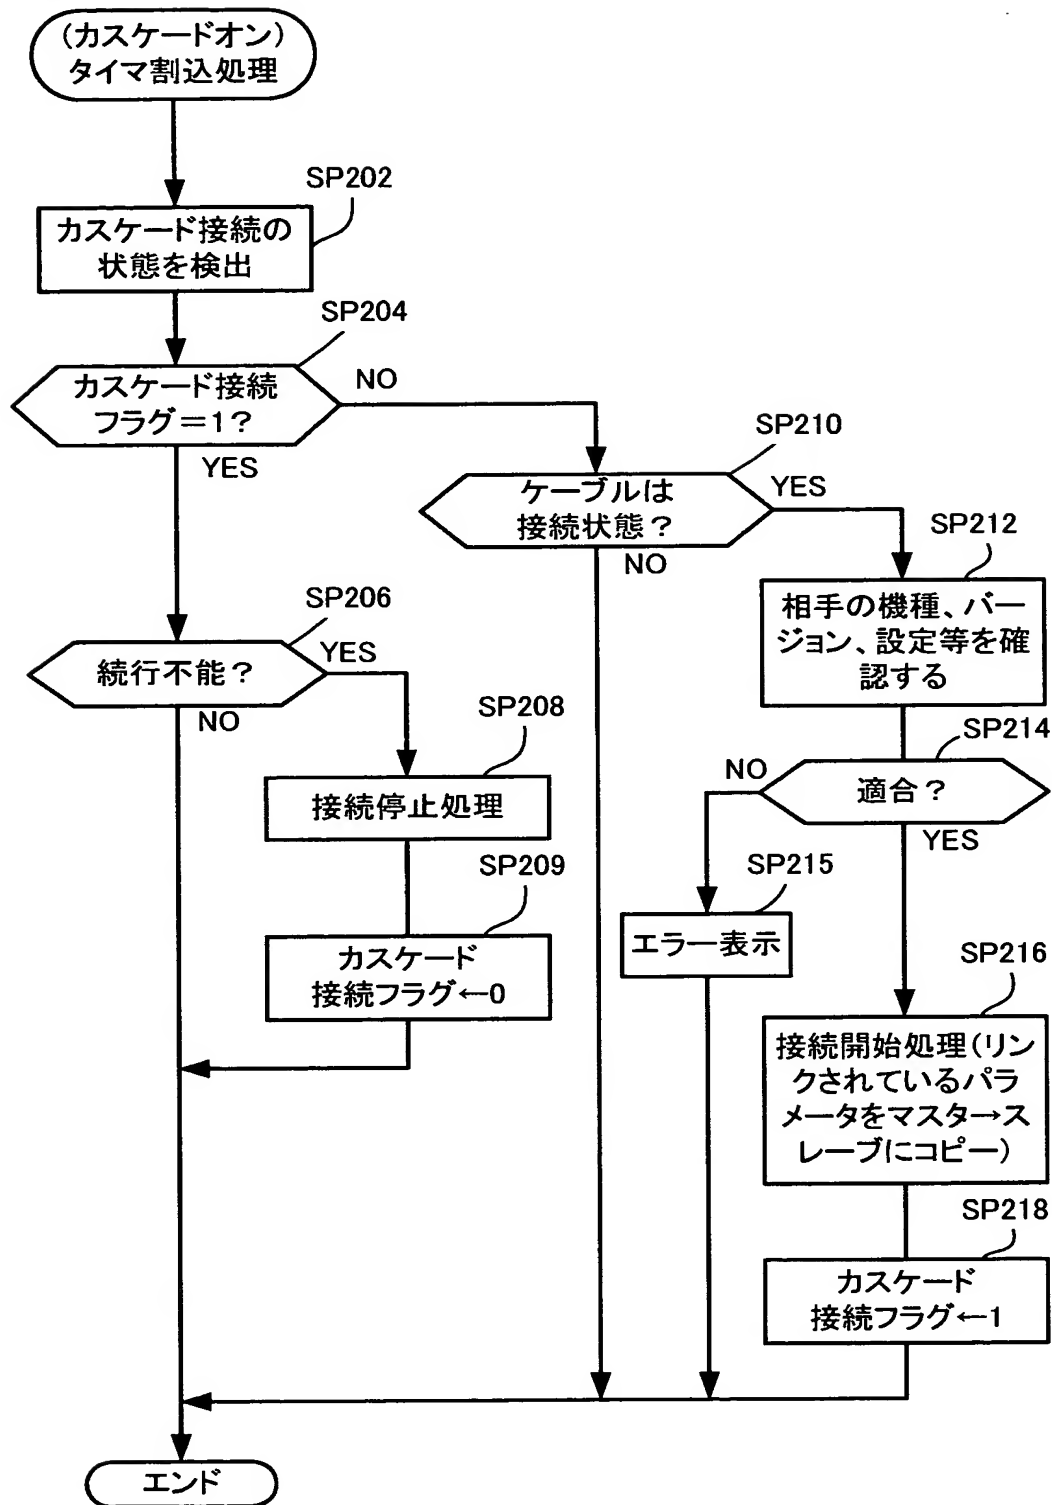 (カスケードオン)
タイマ割込処理
SP202
カスケード接続の
状態を検出
SP204
カスケード接続
フラグ=1?
NO
YES
SP210
ケーブルは
接続状態?
YES
NO
SP212
相手の機種、バー
ジョン、設定等を確
認する
SP206
続行不能?
YES
NO
SP208
接続停止処理
SP209
カスケード
接続フラグ←0
SP214
適合?
NO
YES
SP215
エラー表示
SP216
接続開始処理(リン
クされているパラ
メータをマスター→ス
レーブにコピー)
SP218
カスケード
接続フラグ←1
エンド